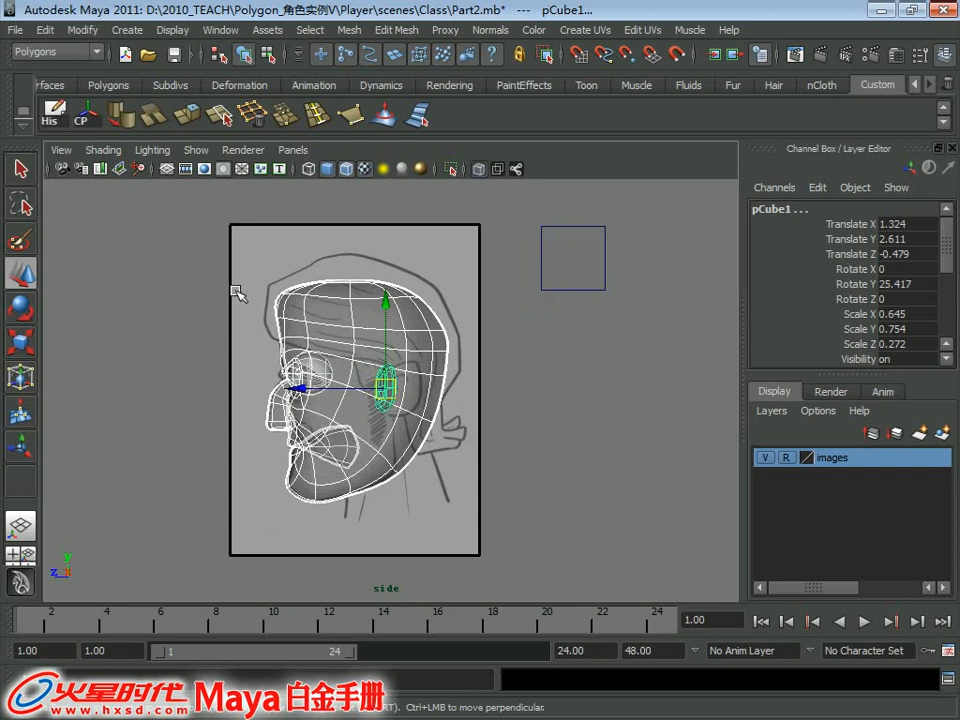 Autodesk Maya 2011: D:\2010_TEACH\Polygon_角色实例V\Player\scenes\Class\Part2.mb* --- pCube1...
File Edit Modify Create Display Window Assets Select Mesh Edit Mesh Proxy Normals Color Create UVs Edit UVs Muscle Help
Polygons
rfaces Polygons Subdivs Deformation Animation Dynamics Rendering PaintEffects Toon Muscle Fluids Fur Hair nCloth Custom
His CP
View Shading Lighting Show Renderer Panels
Channel Box / Layer Editor
Channels Edit Object Show
pCube1...
Translate X 1.324
Translate Y 2.611
Translate Z -0.479
Rotate X 0
Rotate Y 25.417
Rotate Z 0
Scale X 0.645
Scale Y 0.754
Scale Z 0.272
Visibility on
Display Render Anim
Layers Options Help
V R images
y
z x
side
2 4 6 8 10 12 14 16 18 20 22 24
1.00
1.00 1.00 1 24 24.00 48.00 No Anim Layer No Character Set
火星时代 Maya 白金手册
www.hxsd.com
RT). Ctrl+LMB to move perpendicular.